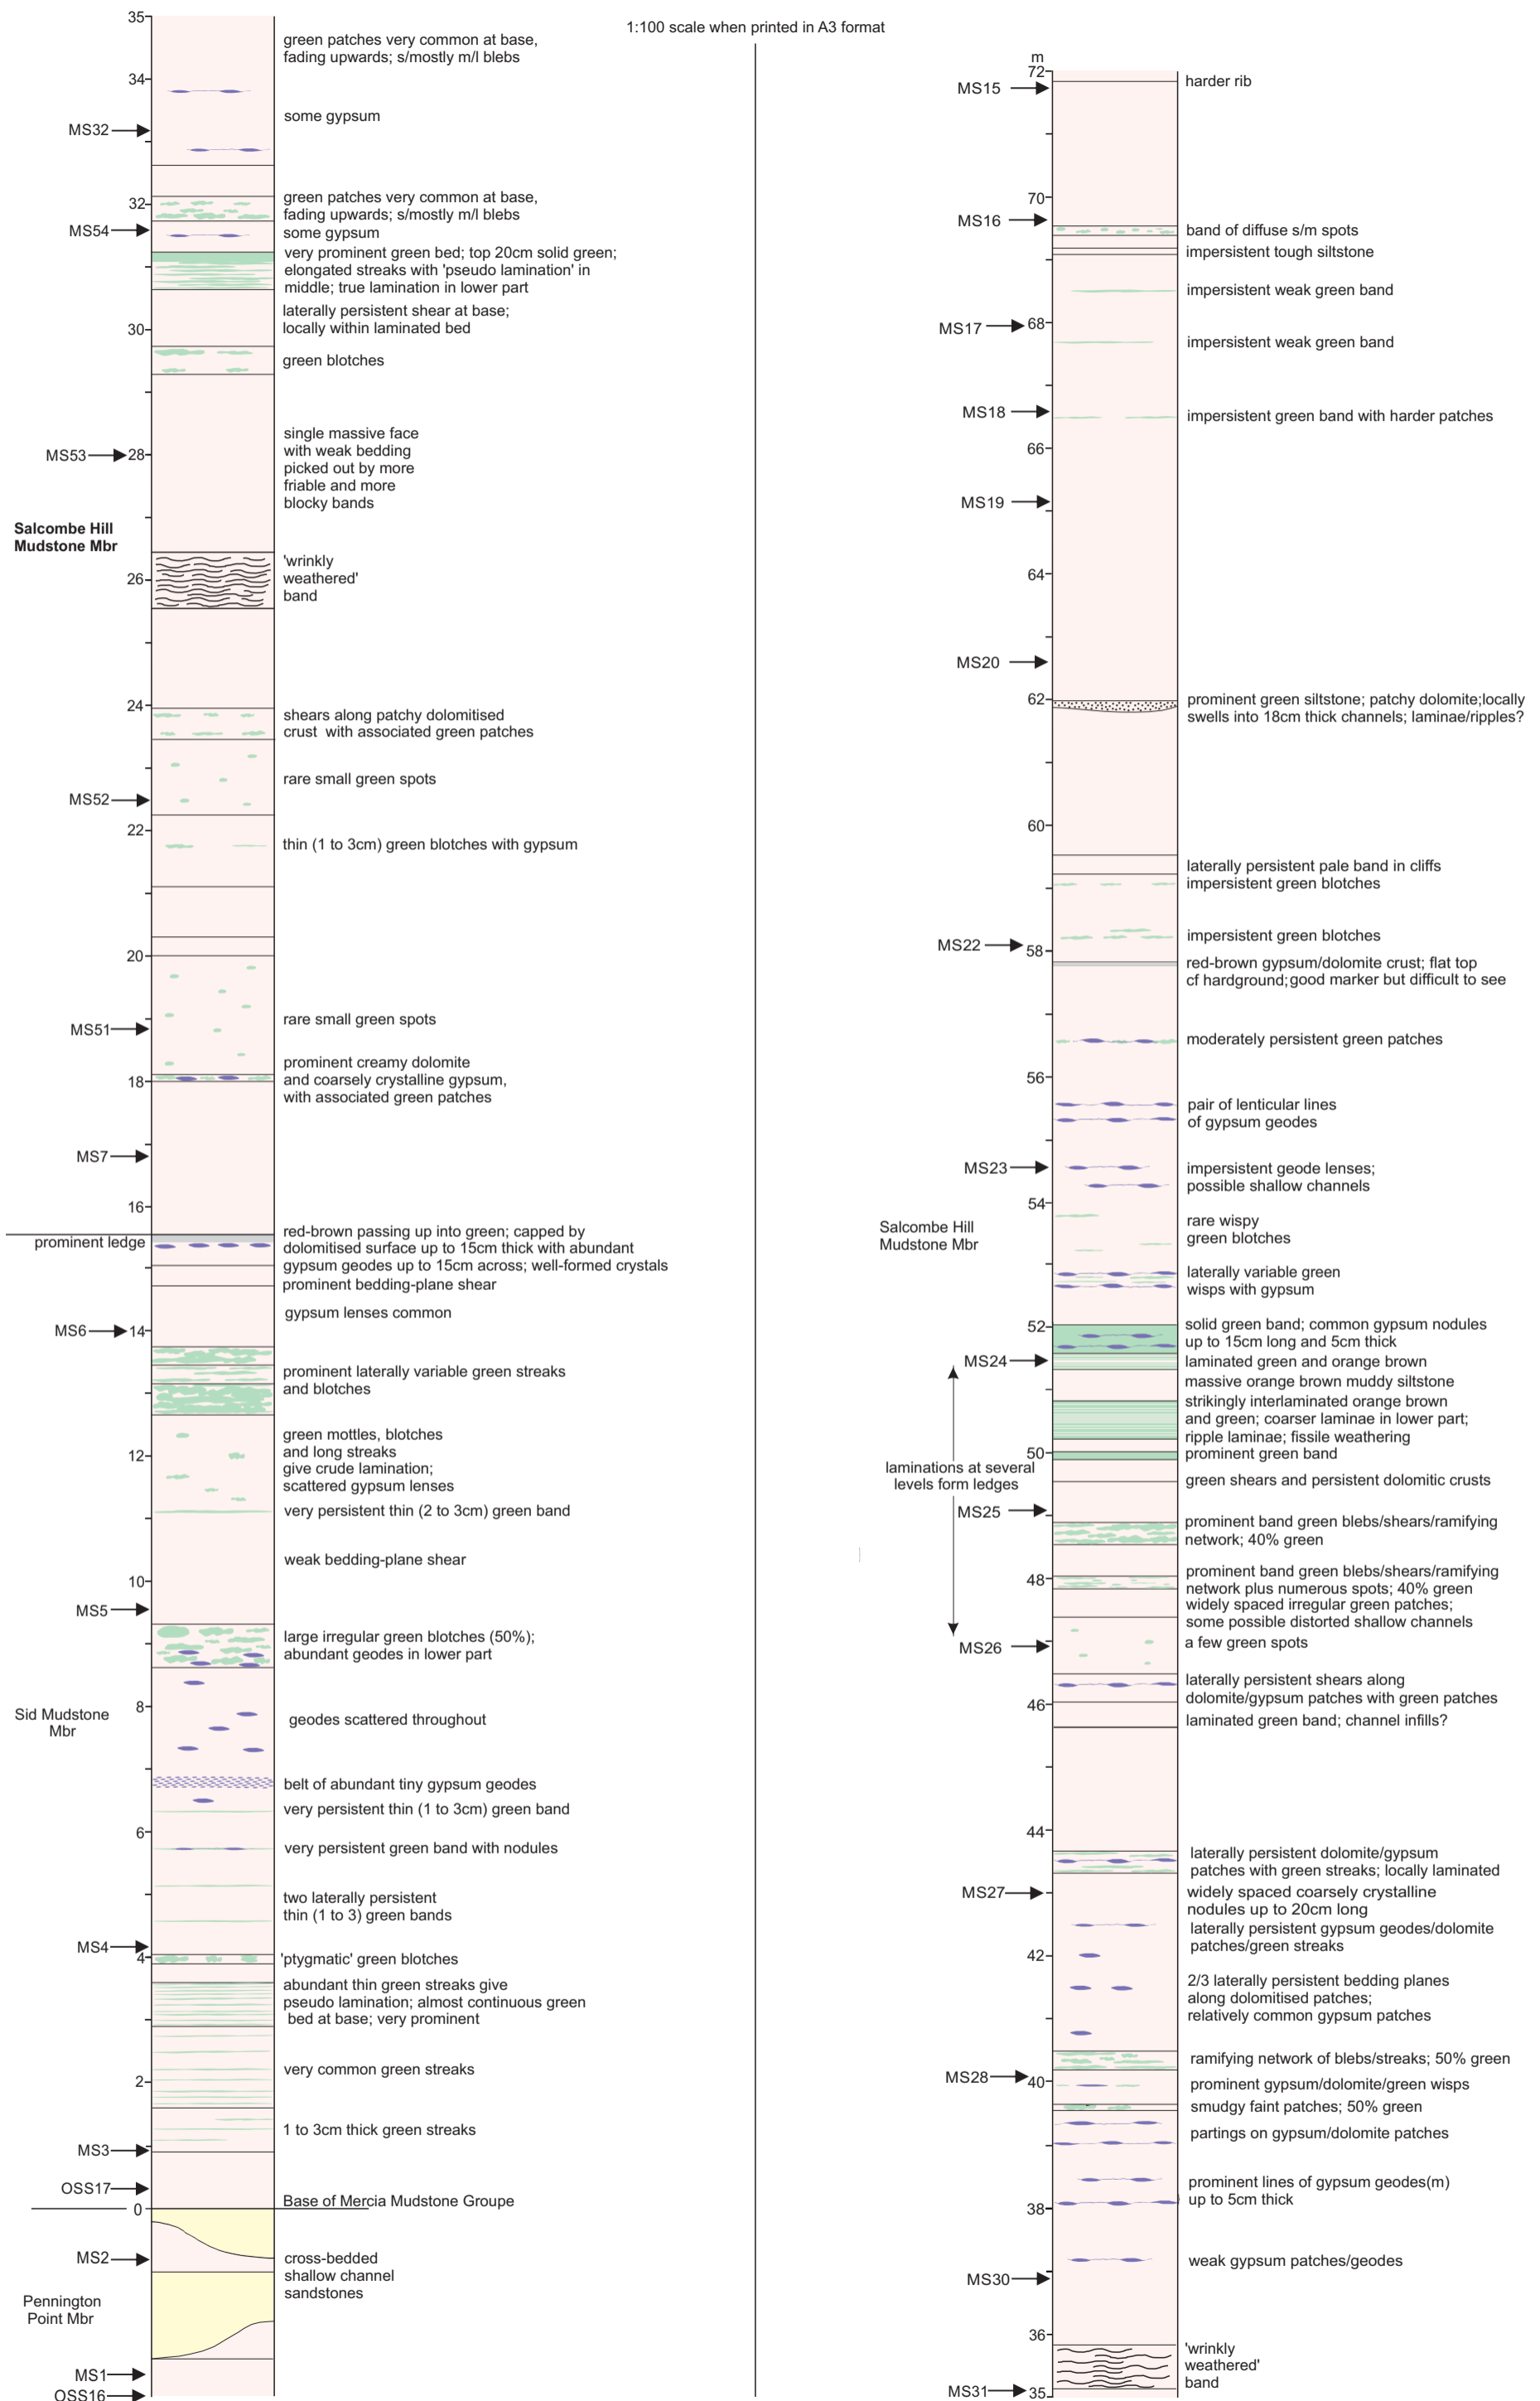 1:100 scale when printed in A3 format
35
green patches very common at base,
fading upwards; s/mostly m/l blebs
34
some gypsum
MS32
green patches very common at base,
32
fading upwards; s/mostly m/l blebs
MS54
some gypsum
very prominent green bed; top 20cm solid green;
elongated streaks with 'pseudo lamination' in
middle; true lamination in lower part
laterally persistent shear at base;
30
locally within laminated bed
green blotches
single massive face
MS53
28
with weak bedding
picked out by more
friable and more
blocky bands
Salcombe Hill
Mudstone Mbr
'wrinkly
26
weathered'
band
24
shears along patchy dolomitised
crust with associated green patches
rare small green spots
MS52
22
thin (1 to 3cm) green blotches with gypsum
20
MS51
rare small green spots
prominent creamy dolomite
18
and coarsely crystalline gypsum,
with associated green patches
MS7
16
red-brown passing up into green; capped by
prominent ledge
dolomitised surface up to 15cm thick with abundant
gypsum geodes up to 15cm across; well-formed crystals
prominent bedding-plane shear
gypsum lenses common
MS6
14
prominent laterally variable green streaks
and blotches
green mottles, blotches
12
and long streaks
give crude lamination;
scattered gypsum lenses
very persistent thin (2 to 3cm) green band
weak bedding-plane shear
10
MS5
large irregular green blotches (50%);
abundant geodes in lower part
8
Sid Mudstone
Mbr
geodes scattered throughout
belt of abundant tiny gypsum geodes
very persistent thin (1 to 3cm) green band
6
very persistent green band with nodules
two laterally persistent
thin (1 to 3) green bands
MS4
4
'ptygmatic' green blotches
abundant thin green streaks give
pseudo lamination; almost continuous green
bed at base; very prominent
very common green streaks
2
1 to 3cm thick green streaks
MS3
OSS17
Base of Mercia Mudstone Groupe
0
MS2
cross-bedded
shallow channel
sandstones
Pennington
Point Mbr
MS1
OSS16
m
72
MS15
harder rib
70
MS16
band of diffuse s/m spots
impersistent tough siltstone
impersistent weak green band
MS17
68
impersistent weak green band
MS18
impersistent green band with harder patches
66
MS19
64
MS20
62
prominent green siltstone; patchy dolomite;locally
swells into 18cm thick channels; laminae/ripples?
60
laterally persistent pale band in cliffs
impersistent green blotches
MS22
58
impersistent green blotches
red-brown gypsum/dolomite crust; flat top
cf hardground;good marker but difficult to see
moderately persistent green patches
56
pair of lenticular lines
of gypsum geodes
MS23
impersistent geode lenses;
possible shallow channels
54
Salcombe Hill
Mudstone Mbr
rare wispy
green blotches
laterally variable green
wisps with gypsum
52
solid green band; common gypsum nodules
up to 15cm long and 5cm thick
MS24
laminated green and orange brown
massive orange brown muddy siltstone
strikingly interlaminated orange brown
and green; coarser laminae in lower part;
ripple laminae; fissile weathering
50
prominent green band
laminations at several
levels form ledges
green shears and persistent dolomitic crusts
MS25
prominent band green blebs/shears/ramifying
network; 40% green
48
prominent band green blebs/shears/ramifying
network plus numerous spots; 40% green
widely spaced irregular green patches;
some possible distorted shallow channels
MS26
a few green spots
46
laterally persistent shears along
dolomite/gypsum patches with green patches
laminated green band; channel infills?
44
laterally persistent dolomite/gypsum
patches with green streaks; locally laminated
MS27
widely spaced coarsely crystalline
nodules up to 20cm long
laterally persistent gypsum geodes/dolomite
42
patches/green streaks
2/3 laterally persistent bedding planes
along dolomitised patches;
relatively common gypsum patches
ramifying network of blebs/streaks; 50% green
MS28
40
prominent gypsum/dolomite/green wisps
smudgy faint patches; 50% green
partings on gypsum/dolomite patches
prominent lines of gypsum geodes(m)
38
up to 5cm thick
weak gypsum patches/geodes
MS30
36
'wrinkly
weathered'
band
MS31
35